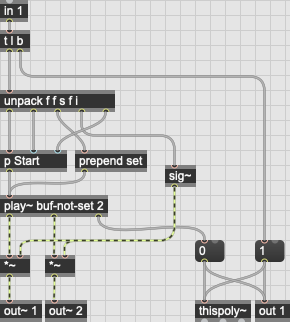 in 1
t l b
unpack f f s f i
p Start
prepend set
sig~
play~ buf-not-set 2
0
1
*~
*~
out~ 1
out~ 2
thispoly~
out 1